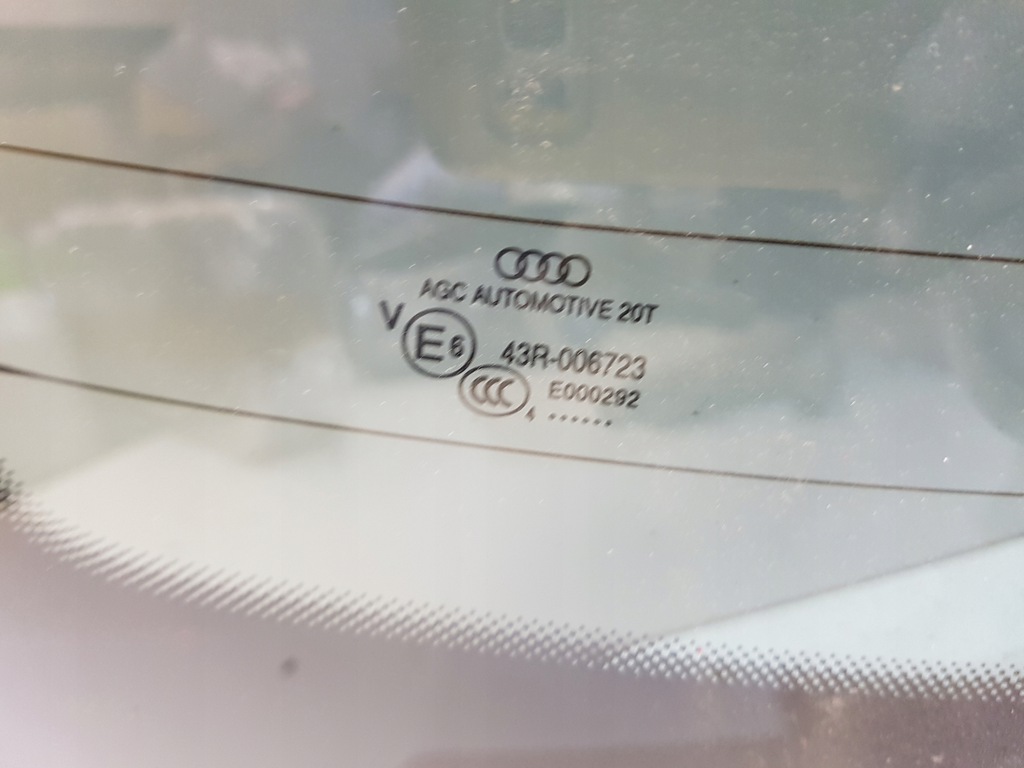 AGC AUTOMOTIVE 20T
V E6 43R-006723
CCC E000292
4 ······